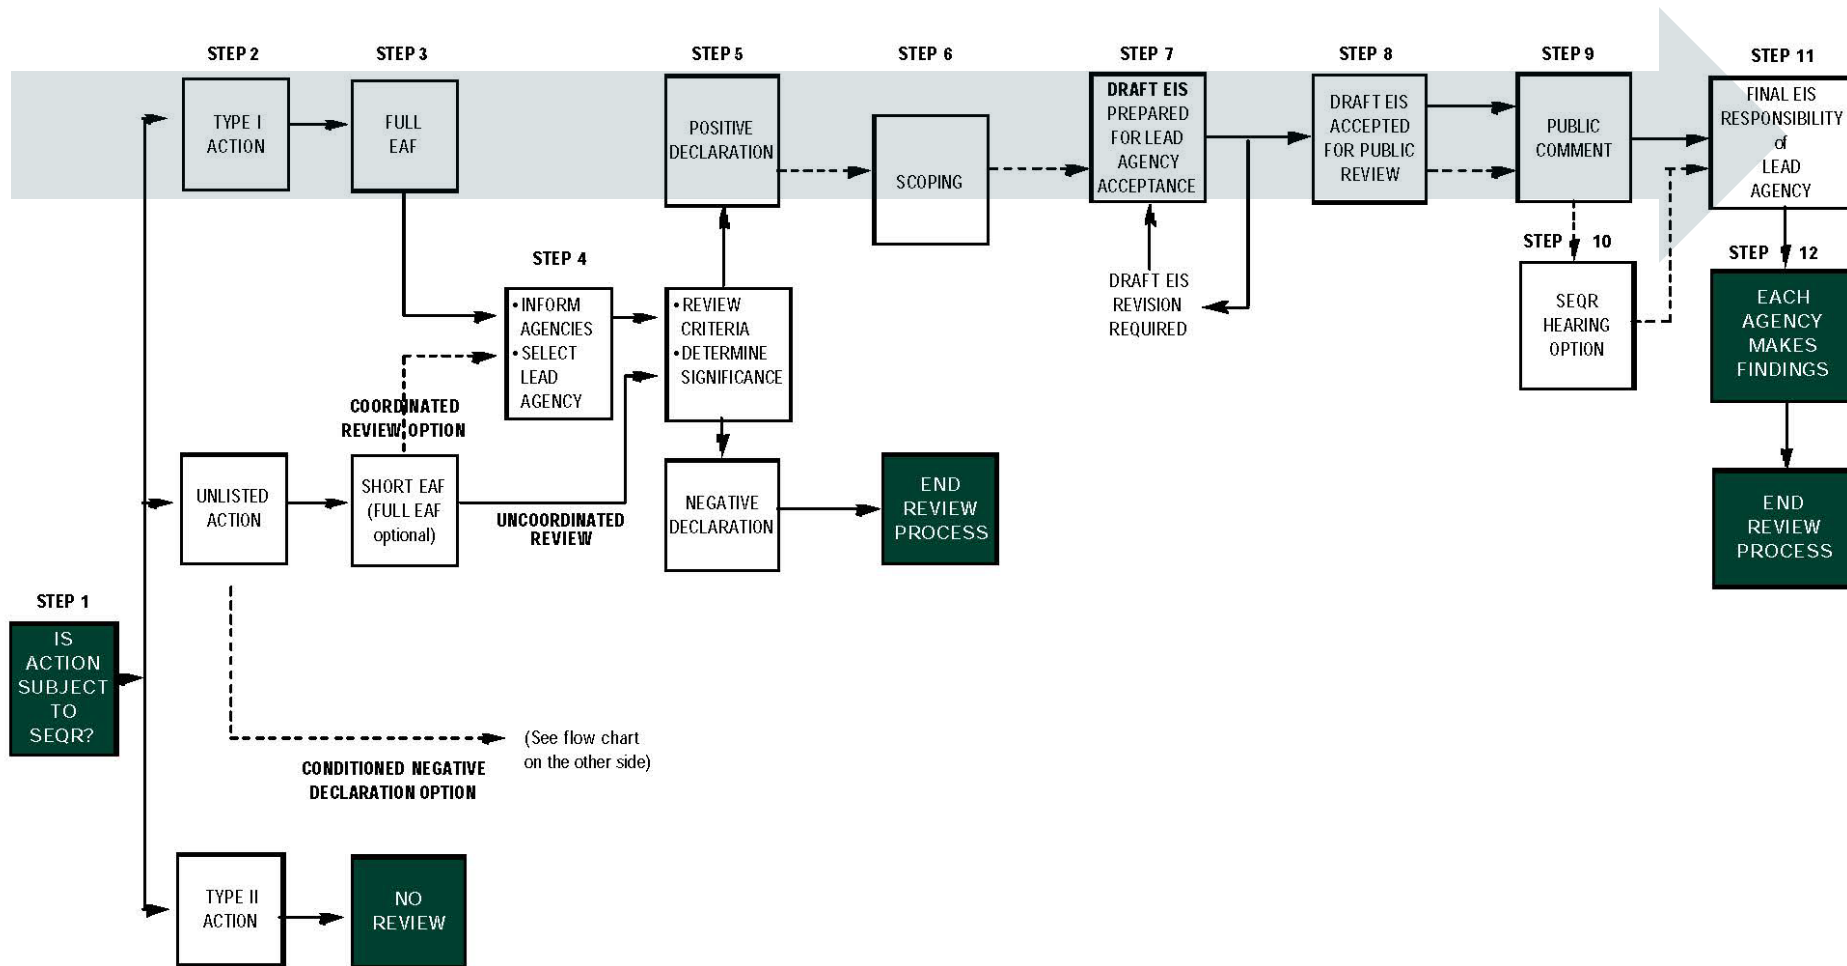 STEP 1
IS
ACTION
SUBJECT
TO
SEQR?
STEP 2
TYPE I
ACTION
UNLISTED
ACTION
TYPE II
ACTION
STEP 3
FULL
EAF
COORDINATED
REVIEW OPTION
SHORT EAF
(FULL EAF
optional)
UNCOORDINATED
REVIEW
CONDITIONED NEGATIVE
DECLARATION OPTION
(See flow chart
on the other side)
NO
REVIEW
STEP 4
• INFORM
AGENCIES
• SELECT
LEAD
AGENCY
STEP 5
POSITIVE
DECLARATION
• REVIEW
CRITERIA
• DETERMINE
SIGNIFICANCE
NEGATIVE
DECLARATION
END
REVIEW
PROCESS
STEP 6
SCOPING
STEP 7
DRAFT EIS
PREPARED
FOR LEAD
AGENCY
ACCEPTANCE
DRAFT EIS
REVISION
REQUIRED
STEP 8
DRAFT EIS
ACCEPTED
FOR PUBLIC
REVIEW
STEP 9
PUBLIC
COMMENT
STEP 10
SEQR
HEARING
OPTION
STEP 11
FINAL EIS
RESPONSIBILITY
of
LEAD
AGENCY
STEP 12
EACH
AGENCY
MAKES
FINDINGS
END
REVIEW
PROCESS